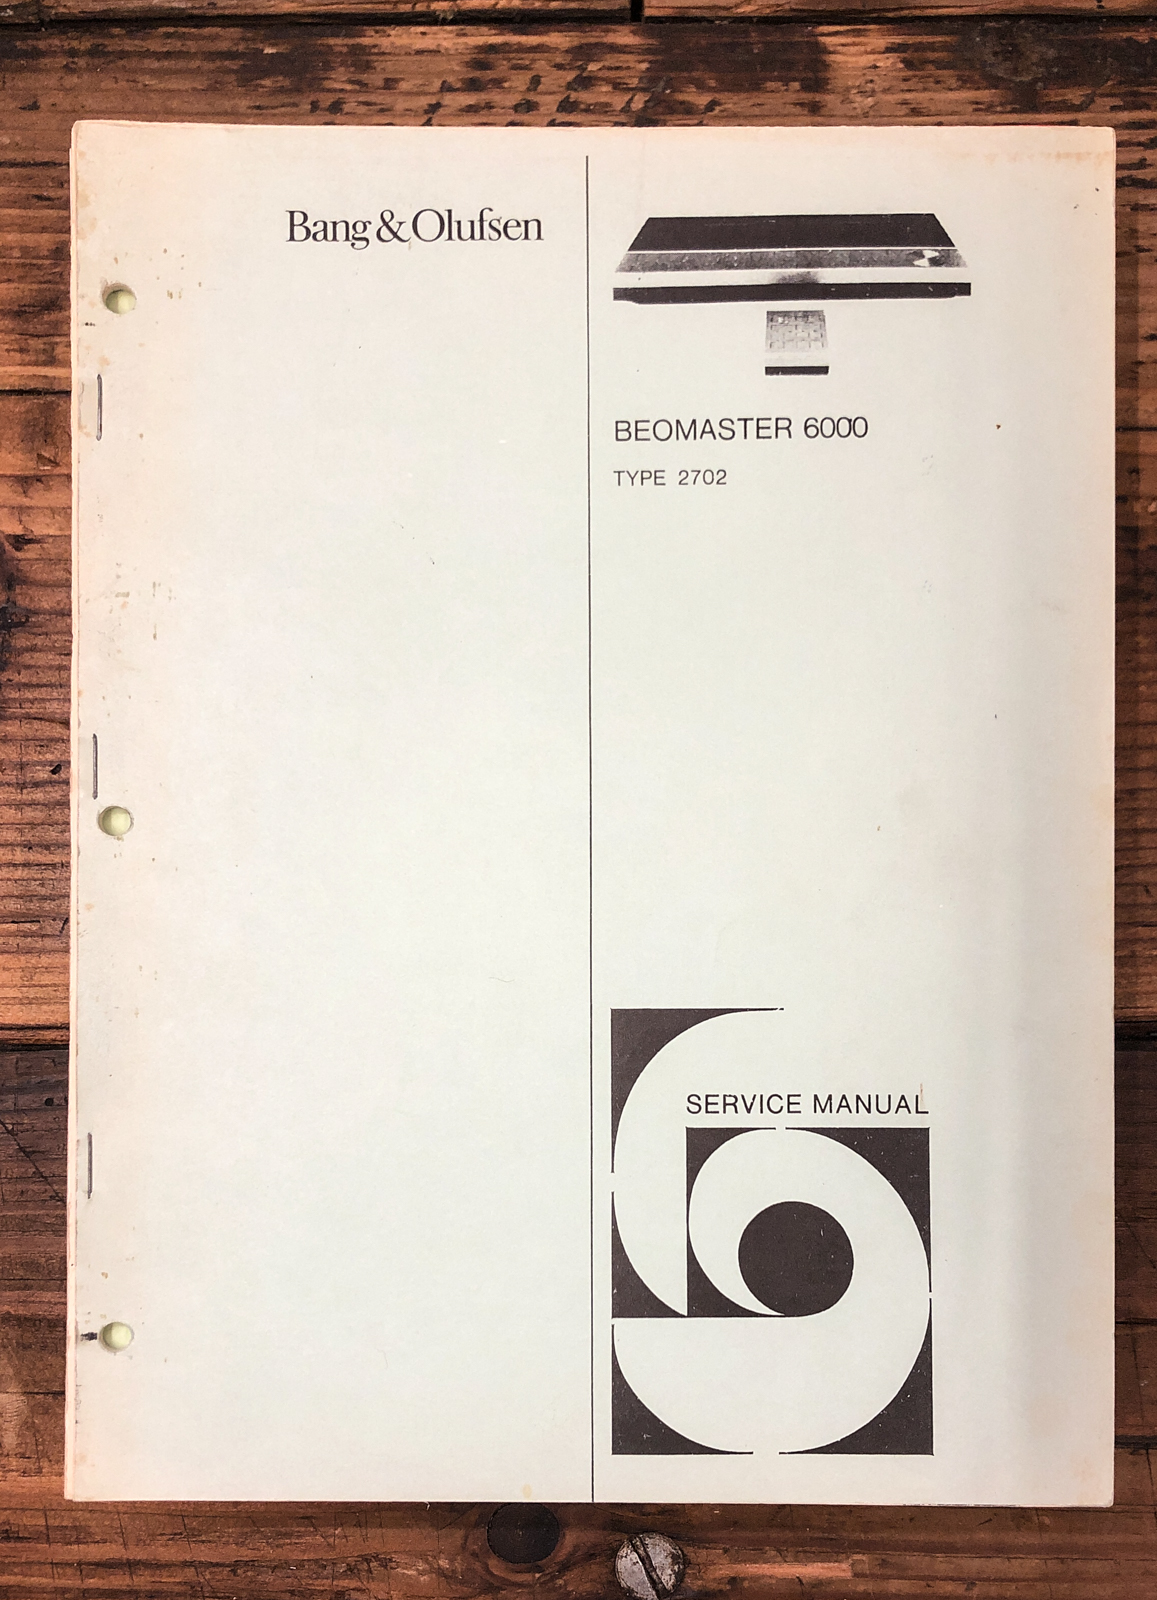 Bang & Olufsen
BEOMASTER 6000
TYPE 2702
SERVICE MANUAL